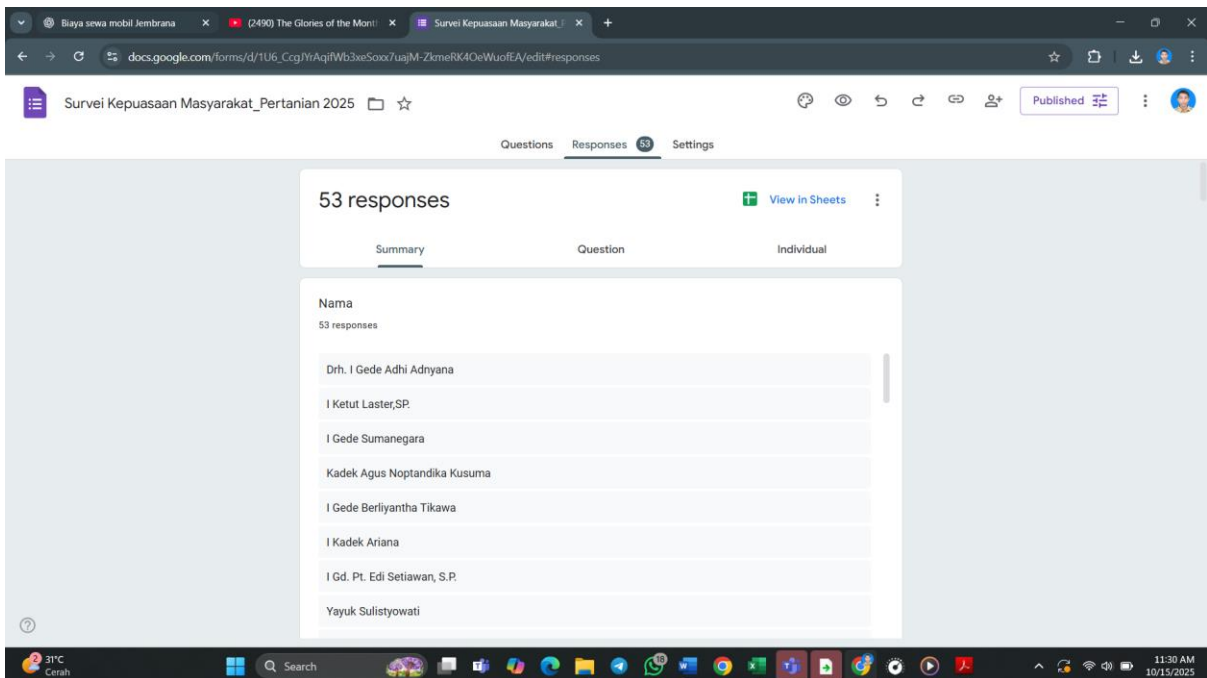 Biaya sewa mobil Jembrana
(2490) The Glories of the Mont
Survei Kepuasaan Masyarakat_P
docs.google.com/forms/d/1U6_CcgJYrAqifWb3xeSoxx7uajM-ZkmeRK4OeWuofEA/edit#responses
Survei Kepuasaan Masyarakat_Pertanian 2025
Published
Questions Responses 53 Settings
53 responses
View in Sheets
Summary Question Individual
Nama
53 responses
Drh. I Gede Adhi Adnyana
I Ketut Laster,SP.
I Gede Sumanegara
Kadek Agus Noptandika Kusuma
I Gede Berliyantha Tikawa
I Kadek Ariana
I Gd. Pt. Edi Setiawan, S.P.
Yayuk Sulistyowati
2
31°C
Cerah
Search
18
11:30 AM
10/15/2025